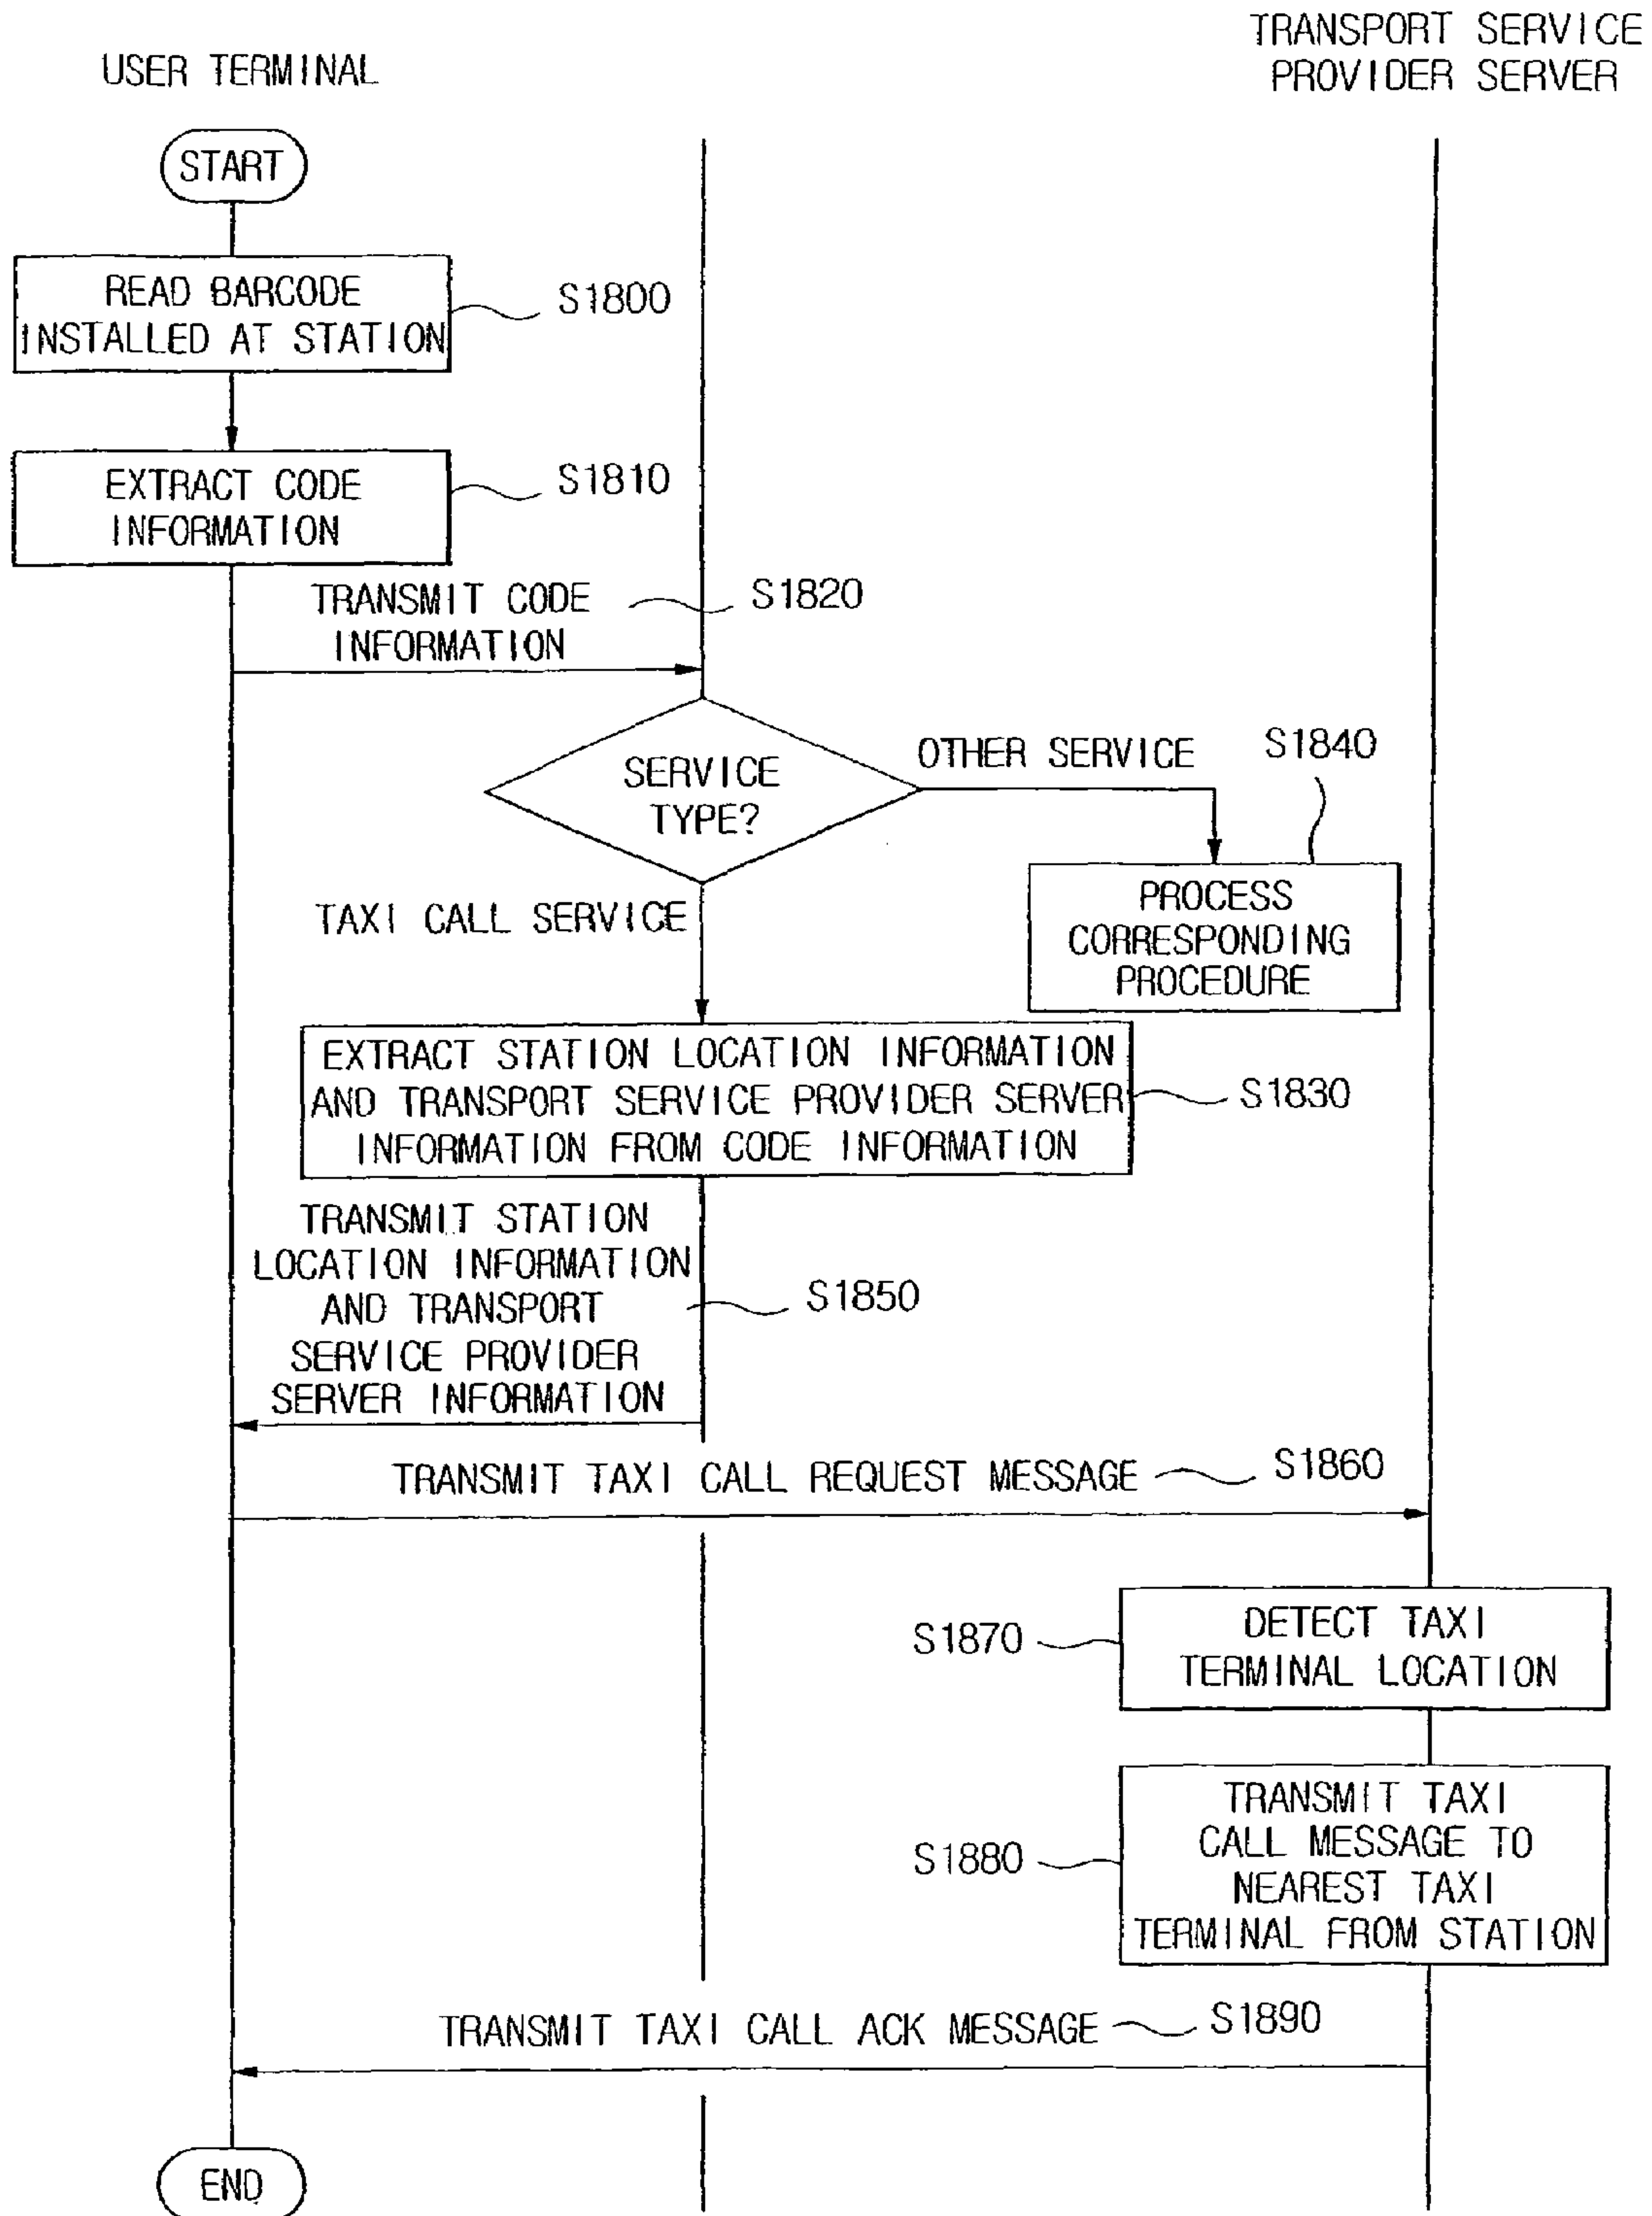 TRANSPORT SERVICE
PROVIDER SERVER
USER TERMINAL
START
READ BARCODE
INSTALLED AT STATION
S1800
EXTRACT CODE
INFORMATION
S1810
TRANSMIT CODE
INFORMATION
S1820
SERVICE
TYPE?
OTHER SERVICE
S1840
PROCESS
CORRESPONDING
PROCEDURE
TAXI CALL SERVICE
EXTRACT STATION LOCATION INFORMATION
AND TRANSPORT SERVICE PROVIDER SERVER
INFORMATION FROM CODE INFORMATION
S1830
TRANSMIT STATION
LOCATION INFORMATION
AND TRANSPORT
SERVICE PROVIDER
SERVER INFORMATION
S1850
TRANSMIT TAXI CALL REQUEST MESSAGE
S1860
S1870
DETECT TAXI
TERMINAL LOCATION
S1880
TRANSMIT TAXI
CALL MESSAGE TO
NEAREST TAXI
TERMINAL FROM STATION
TRANSMIT TAXI CALL ACK MESSAGE
S1890
END